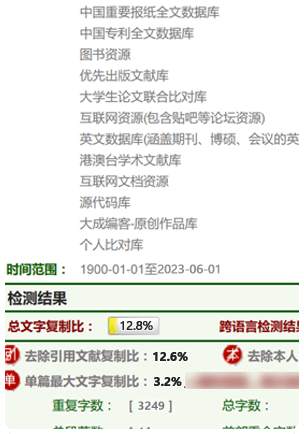 中国重要报纸全文数据库
中国专利全文数据库
图书资源
优先出版文献库
大学生论文联合比对库
互联网资源(包含贴吧等论坛资源)
英文数据库(涵盖期刊、博硕、会议的英
港澳台学术文献库
互联网文档资源
源代码库
大成编客-原创作品库
个人比对库
时间范围： 1900-01-01至2023-06-01
检测结果
总文字复制比： 12.8% 跨语言检测结
去除引用文献复制比：12.6% 本 去除本人
单 单篇最大文字复制比：3.2%
重复字数： [ 3249 ] 总字数：